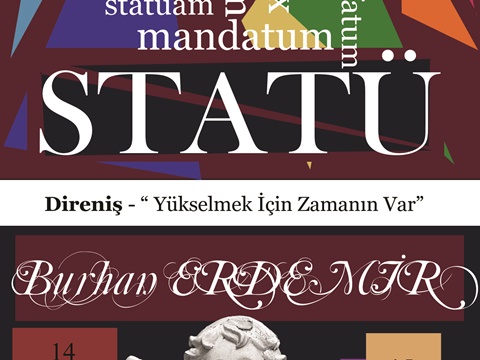 statuam
mandatum
STATÜ
Direniş - “ Yükselmek İçin Zamanın Var”
Burhan ERDEMİR
14